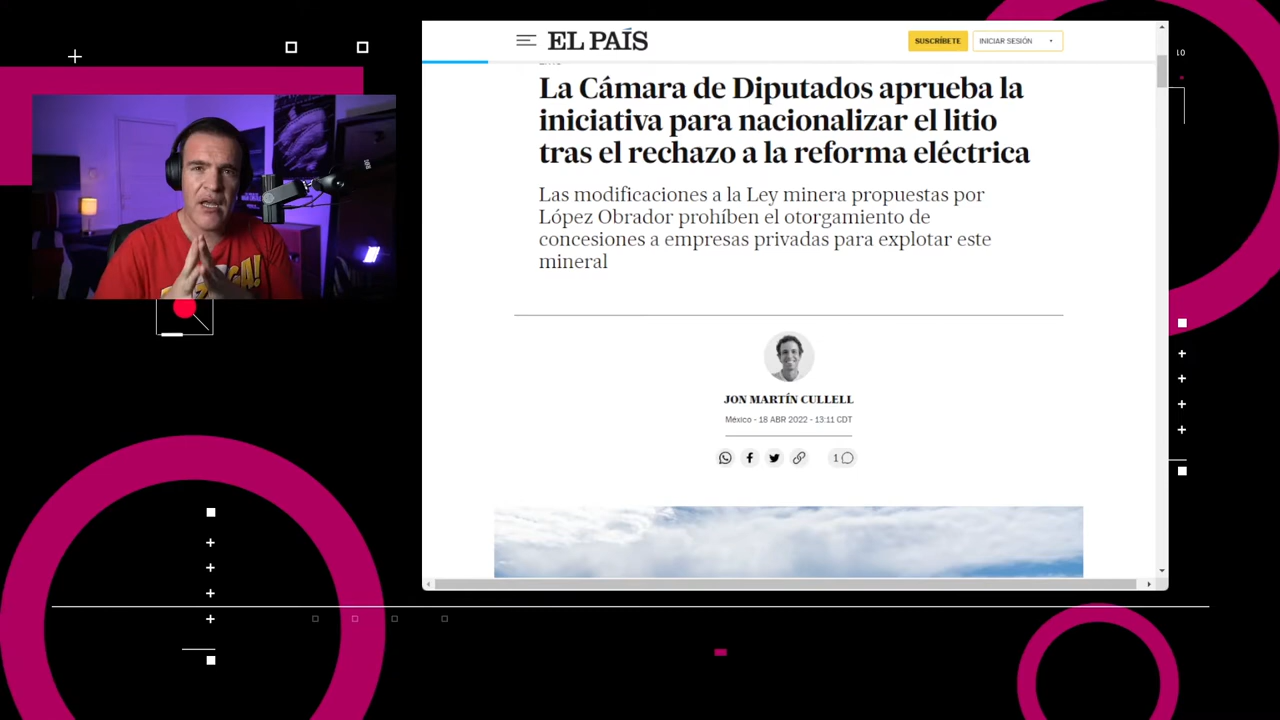 EL PAÍS
SUSCRÍBETE
INICIAR SESIÓN
La Cámara de Diputados aprueba la
iniciativa para nacionalizar el litio
tras el rechazo a la reforma eléctrica
Las modificaciones a la Ley minera propuestas por
López Obrador prohíben el otorgamiento de
concesiones a empresas privadas para explotar este
mineral
JON MARTÍN CULLELL
México - 18 ABR 2022 - 13:11 CDT
1
10